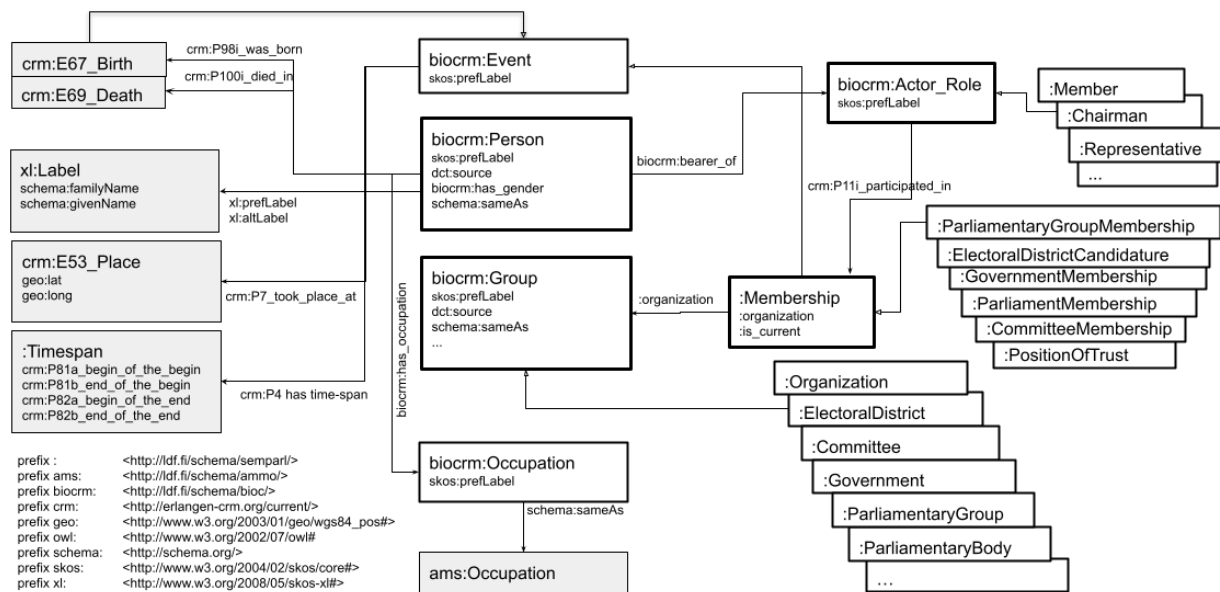 crm:E67_Birth
crm:E69_Death
crm:P98i_was_born
crm:P100i_died_in
biocrm:Event
skos:prefLabel
biocrm:Actor_Role
skos:prefLabel
:Member
:Chairman
:Representative
...
biocrm:Person
skos:prefLabel
dct:source
biocrm:has_gender
schema:sameAs
biocrm:bearer_of
xl:Label
schema:familyName
schema:givenName
xl:prefLabel
xl:altLabel
crm:P11i_participated_in
crm:E53_Place
geo:lat
geo:long
crm:P7_took_place_at
biocrm:Group
skos:prefLabel
dct:source
schema:sameAs
...
:organization
:Membership
:organization
:is_current
:ParliamentaryGroupMembership
:ElectoralDistrictCandidature
:GovernmentMembership
:ParliamentMembership
:CommitteeMembership
:PositionOfTrust
:Timespan
crm:P81a_begin_of_the_begin
crm:P81b_end_of_the_begin
crm:P82a_begin_of_the_end
crm:P82b_end_of_the_end
crm:P4 has time-span
biocrm:has_occupation
:Organization
:ElectoralDistrict
:Committee
:Government
:ParliamentaryGroup
:ParliamentaryBody
...
biocrm:Occupation
skos:prefLabel
schema:sameAs
ams:Occupation
prefix : <http://ldf.fi/schema/semparl/>
prefix ams: <http://ldf.fi/schema/ammo/>
prefix biocrm: <http://ldf.fi/schema/bioc/>
prefix crm: <http://erlangen-crm.org/current/>
prefix geo: <http://www.w3.org/2003/01/geo/wgs84_pos#>
prefix owl: <http://www.w3.org/2002/07/owl#
prefix schema: <http://schema.org/>
prefix skos: <http://www.w3.org/2004/02/skos/core#>
prefix xl: <http://www.w3.org/2008/05/skos-xl#>